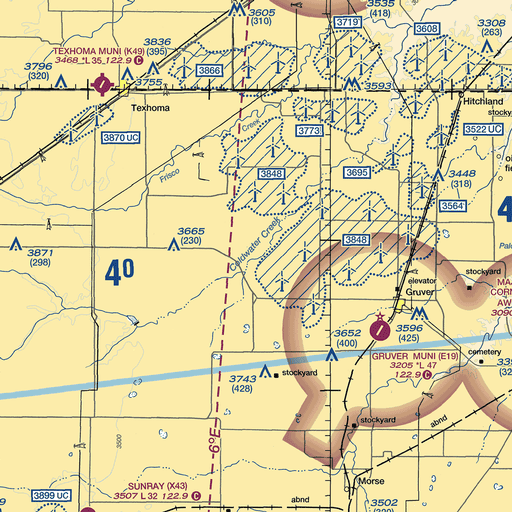 3605
(310)
3535
(418)
3719
3608
3308
(263)
TEXHOMA MUNI (K49)
3468 *L 35 122.9 C
3836
(395)
3796
(320)
3755
3866
3593
Texhoma
Hitchland
3870 UC
Creek
3773
3522 UC
Frisco
3848
3695
3448
(318)
3564
4
3665
(230)
3871
(298)
Coldwater Creek
3848
4⁰
stockyard
elevator
Gruver
3652
(400)
3596
(425)
GRUVER MUNI (E19)
3205 *L 47
122.9 C
cemetery
3743
(428)
stockyard
stockyard
abnd
6°E
3500
SUNRAY (X43)
3507 L 32 122.9 C
3899 UC
abnd
Morse
3502